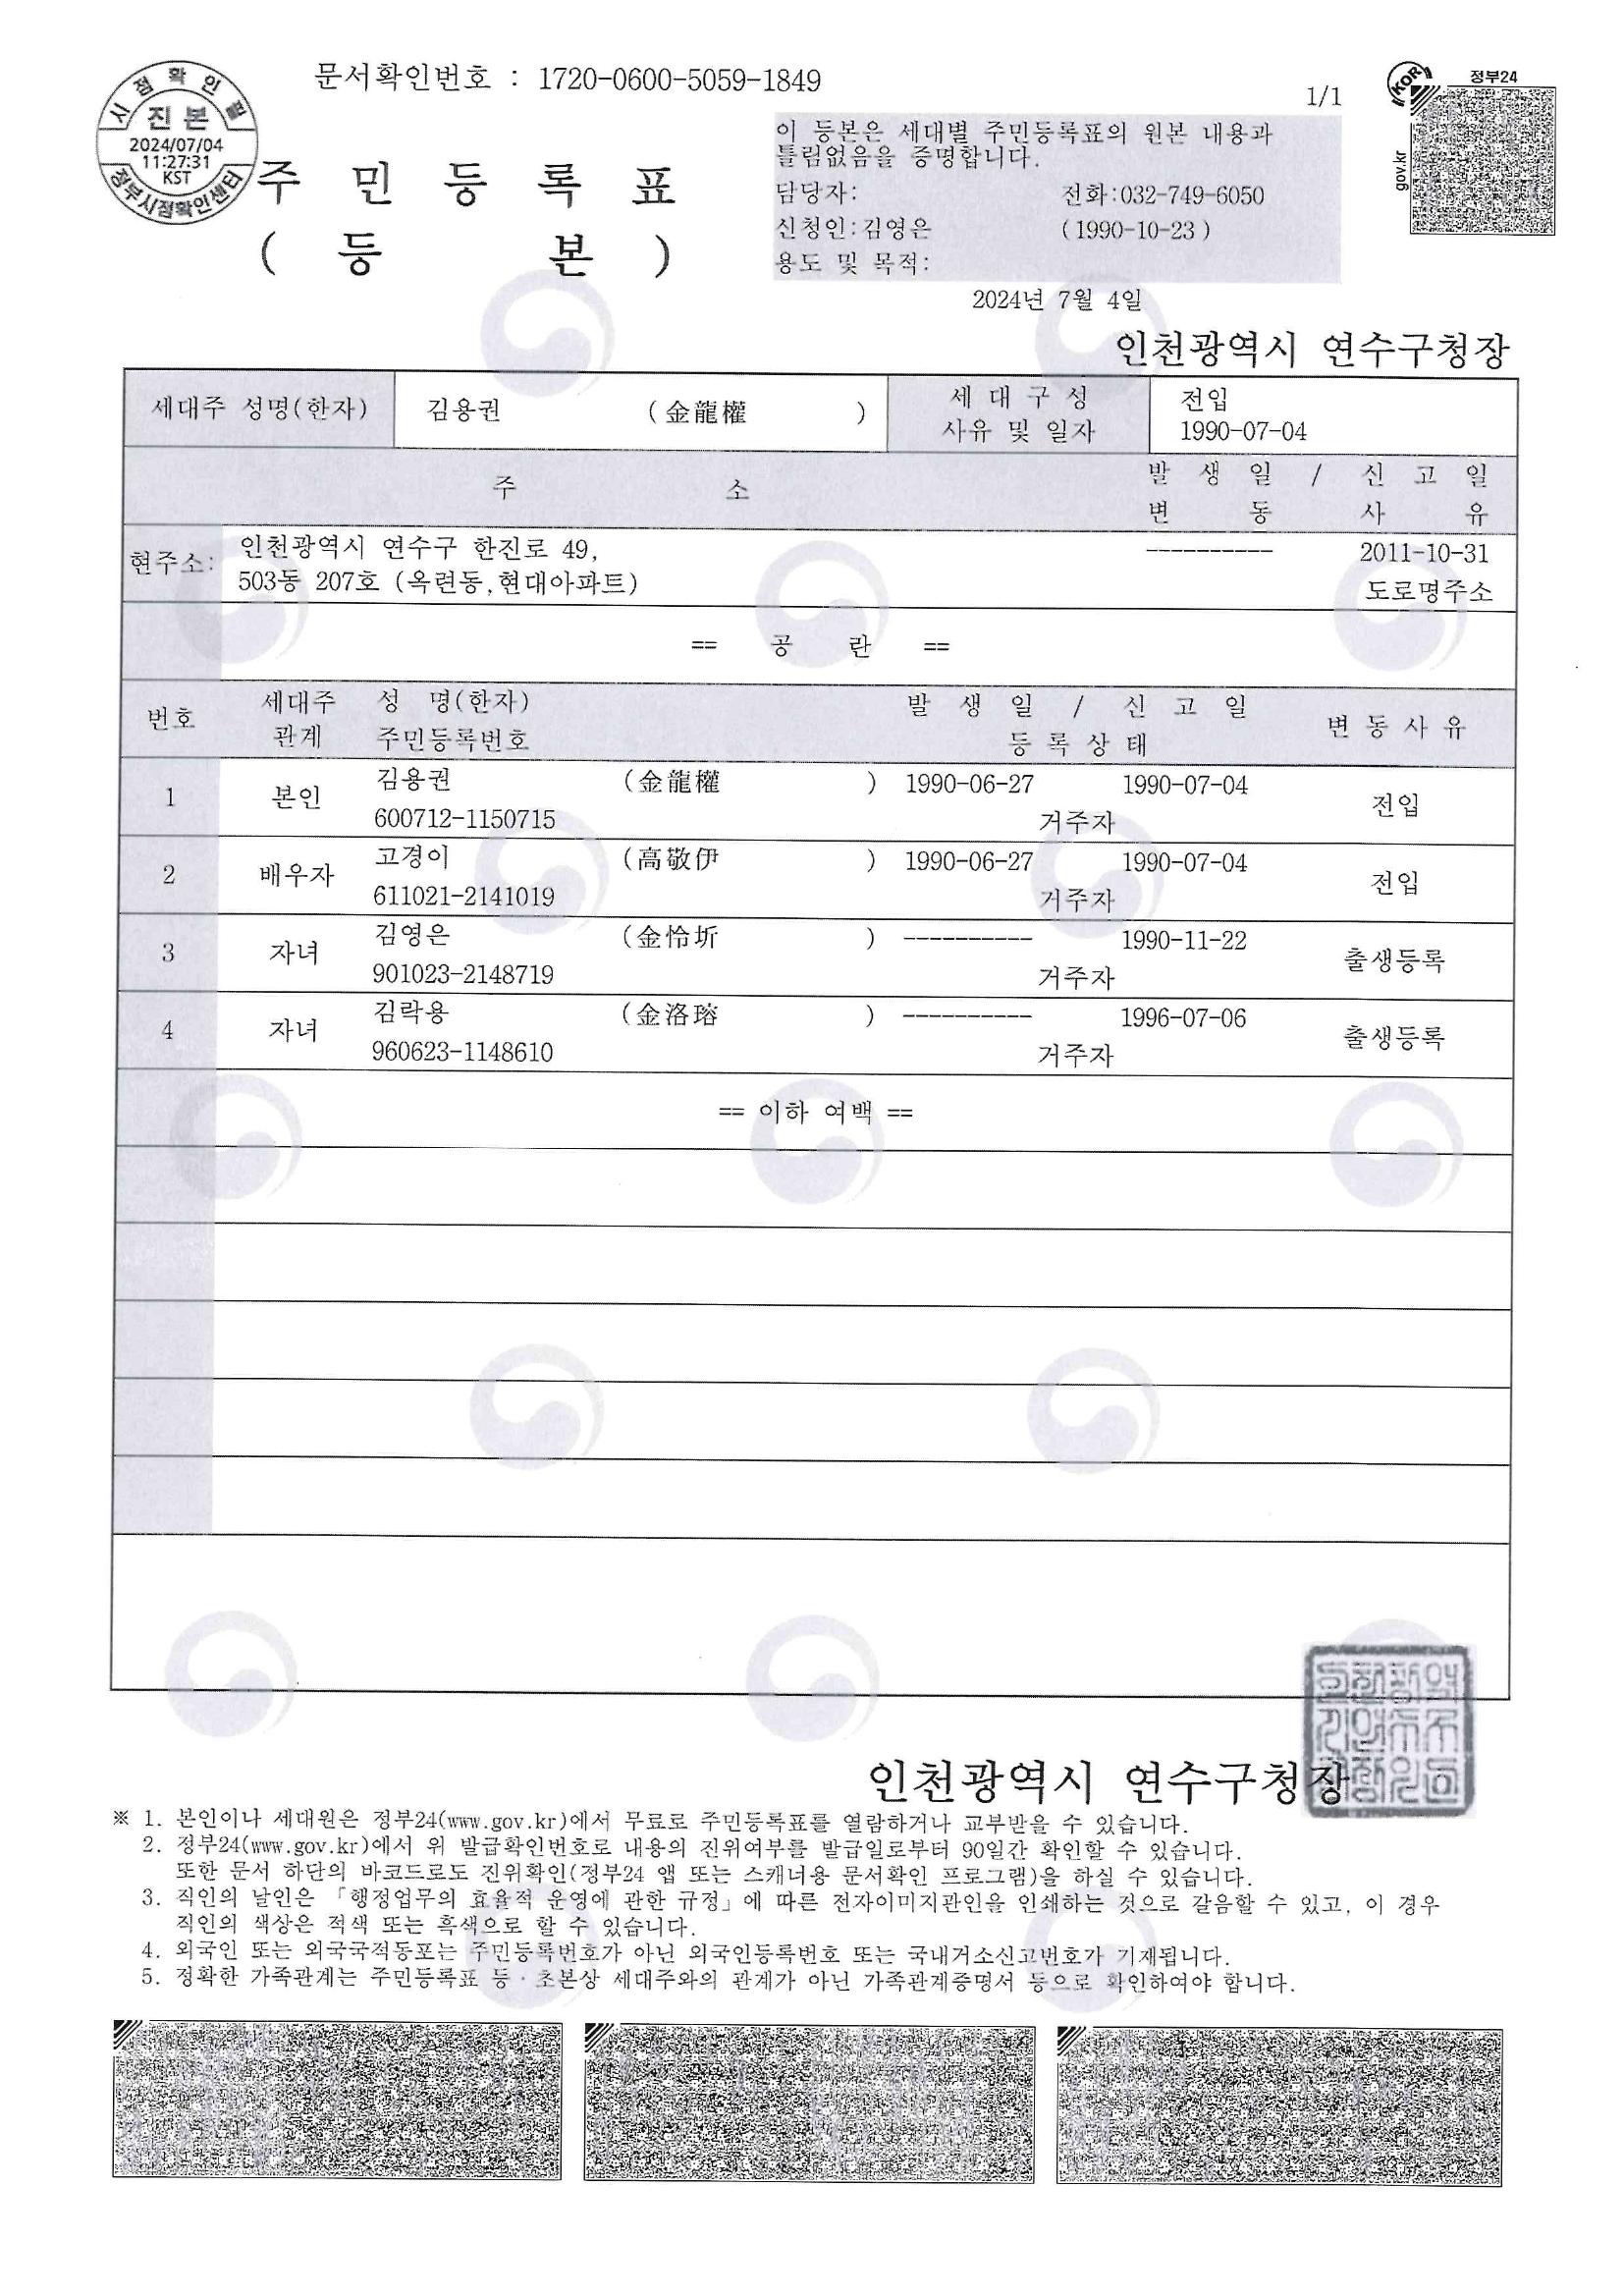 시 점 확 인 필
진 본
2024/07/04
11:27:31
KST
정부시점확인센터
문서확인번호 : 1720-0600-5059-1849
1/1
정부24
gov.kr
주 민 등 록 표
( 등 본 )
이 등본은 세대별 주민등록표의 원본 내용과
틀림없음을 증명합니다.
담당자: 전화:032-749-6050
신청인:김영은 (1990-10-23)
용도 및 목적:
2024년 7월 4일
인천광역시 연수구청장
세대주 성명(한자) 김용권 (金龍權 ) 세 대 구 성 사유 및 일자 전입 1990-07-04
주 소 발 생 일 / 신 고 일
변 동 사 유
현주소: 인천광역시 연수구 한진로 49, ---------- 2011-10-31
503동 207호 (옥련동,현대아파트) 도로명주소
== 공 란 ==
번호 세대주 관계 성 명(한자) 주민등록번호 발 생 일 / 신 고 일 등 록 상 태 변 동 사 유
1 본인 김용권 (金龍權 ) 1990-06-27 1990-07-04 전입
600712-1150715 거주자
2 배우자 고경이 (高敬伊 ) 1990-06-27 1990-07-04 전입
611021-2141019 거주자
3 자녀 김영은 (金怜圻 ) ---------- 1990-11-22 출생등록
901023-2148719 거주자
4 자녀 김락용 (金洛瑢 ) ---------- 1996-07-06 출생등록
960623-1148610 거주자
== 이하 여백 ==
인천광역시 연수구청장
※ 1. 본인이나 세대원은 정부24(www.gov.kr)에서 무료로 주민등록표를 열람하거나 교부받을 수 있습니다.
2. 정부24(www.gov.kr)에서 위 발급확인번호로 내용의 진위여부를 발급일로부터 90일간 확인할 수 있습니다.
또한 문서 하단의 바코드로도 진위확인(정부24 앱 또는 스캐너용 문서확인 프로그램)을 하실 수 있습니다.
3. 직인의 날인은 「행정업무의 효율적 운영에 관한 규정」에 따른 전자이미지관인을 인쇄하는 것으로 갈음할 수 있고, 이 경우
직인의 색상은 적색 또는 흑색으로 할 수 있습니다.
4. 외국인 또는 외국국적동포는 주민등록번호가 아닌 외국인등록번호 또는 국내거소신고번호가 기재됩니다.
5. 정확한 가족관계는 주민등록표 등·초본상 세대주와의 관계가 아닌 가족관계증명서 등으로 확인하여야 합니다.